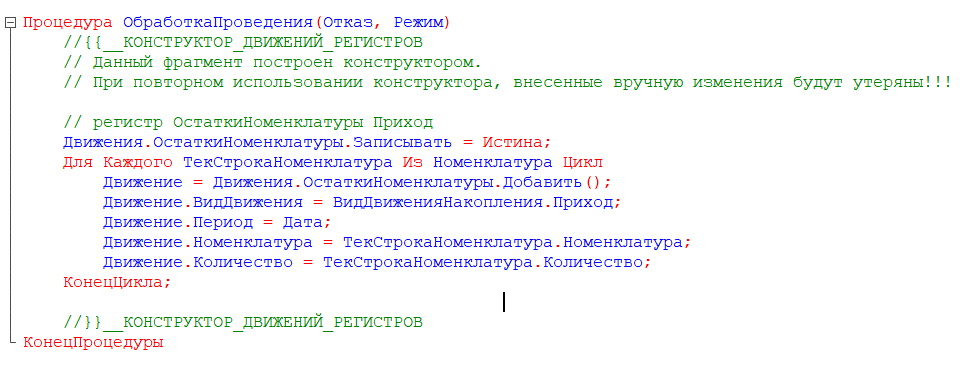 Процедура ОбработкаПроведения(Отказ, Режим)
//{{__КОНСТРУКТОР_ДВИЖЕНИЙ_РЕГИСТРОВ
// Данный фрагмент построен конструктором.
// При повторном использовании конструктора, внесенные вручную изменения будут утеряны!!!
// регистр ОстаткиНоменклатуры Приход
Движения.ОстаткиНоменклатуры.Записывать = Истина;
Для Каждого ТекСтрокаНоменклатура Из Номенклатура Цикл
Движение = Движения.ОстаткиНоменклатуры.Добавить();
Движение.ВидДвижения = ВидДвиженияНакопления.Приход;
Движение.Период = Дата;
Движение.Номенклатура = ТекСтрокаНоменклатура.Номенклатура;
Движение.Количество = ТекСтрокаНоменклатура.Количество;
КонецЦикла;
//}}__КОНСТРУКТОР_ДВИЖЕНИЙ_РЕГИСТРОВ
КонецПроцедуры